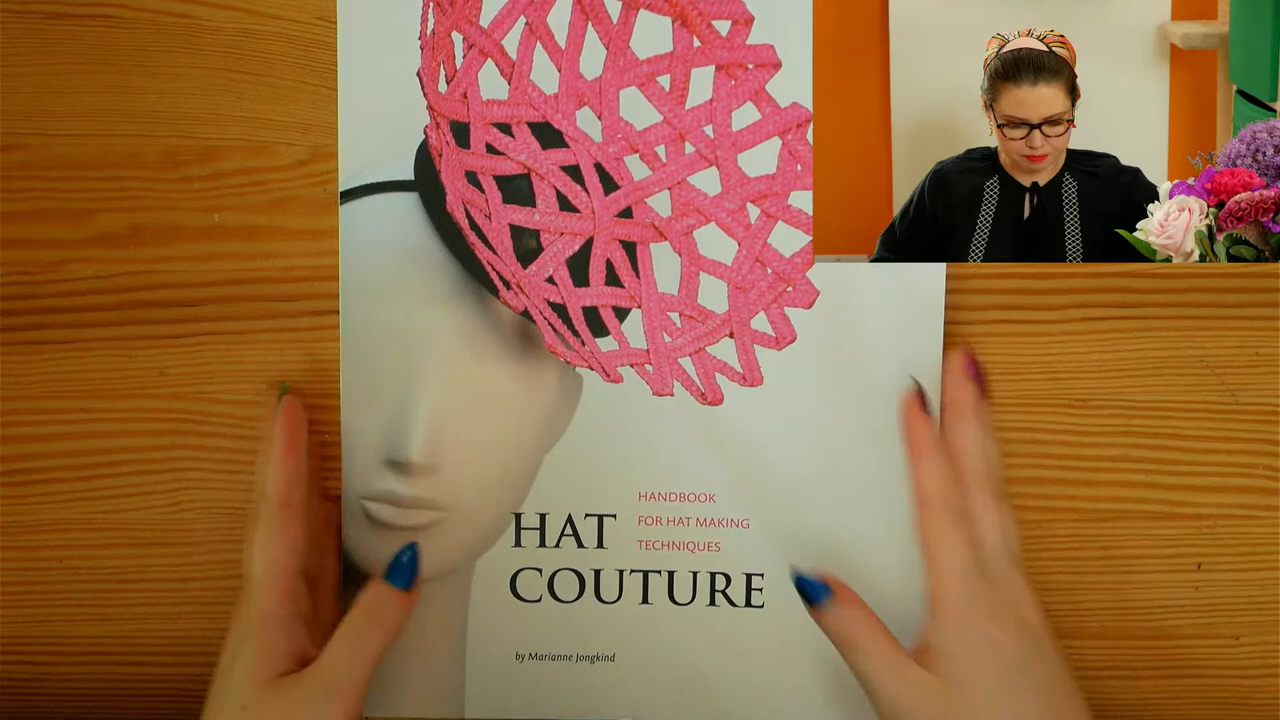 HAT
COUTURE
HANDBOOK
FOR HAT MAKING
TECHNIQUES
by Marianne Jongkind